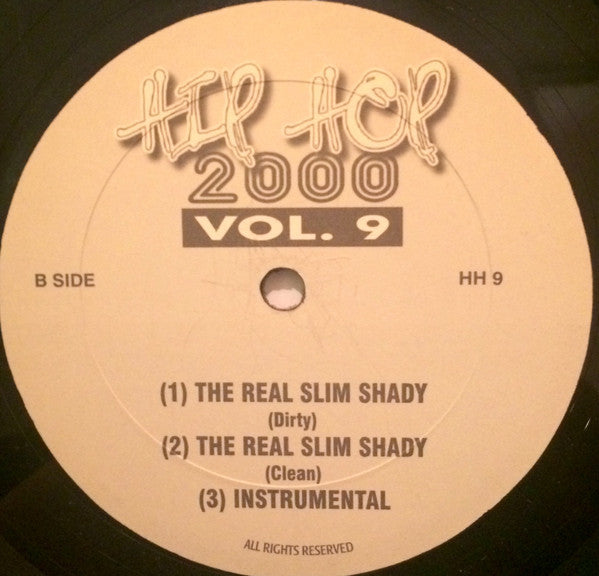 HIP HOP
2000
VOL. 9
B SIDE
HH 9
(1) THE REAL SLIM SHADY
(Dirty)
(2) THE REAL SLIM SHADY
(Clean)
(3) INSTRUMENTAL
ALL RIGHTS RESERVED